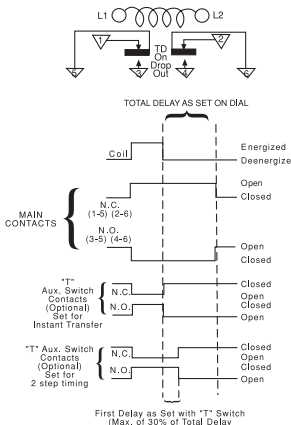 L1 L2
1 2
TD
On
Drop
Out
5 3 4 6
TOTAL DELAY AS SET ON DIAL
Coil
Energized
Deenergize
MAIN
CONTACTS
N.C.
(1-5) (2-6)
Open
Closed
N.O.
(3-5) (4-6)
Open
Closed
"T"
Aux, Switch
Contacts
(Optional)
Set for
Instant Transfer
N.C.
N.O.
Closed
Open
Closed
Open
"T" Aux. Switch
Contacts
(Optional)
Set for
2 step timing
N.C.
N.O.
Closed
Open
Closed
Open
First Delay as Set with "T" Switch
(Max. of 30% of Total Delay